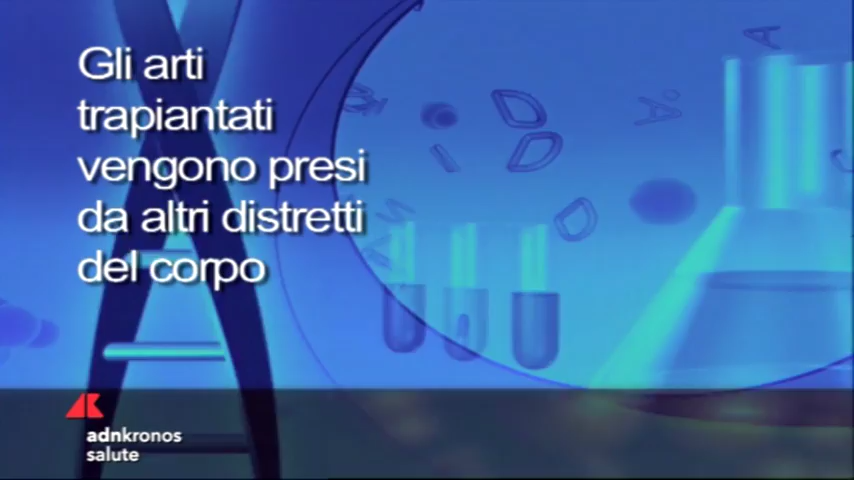 Gli arti
trapiantati
vengono presi
da altri distretti
del corpo
adnkronos
salute